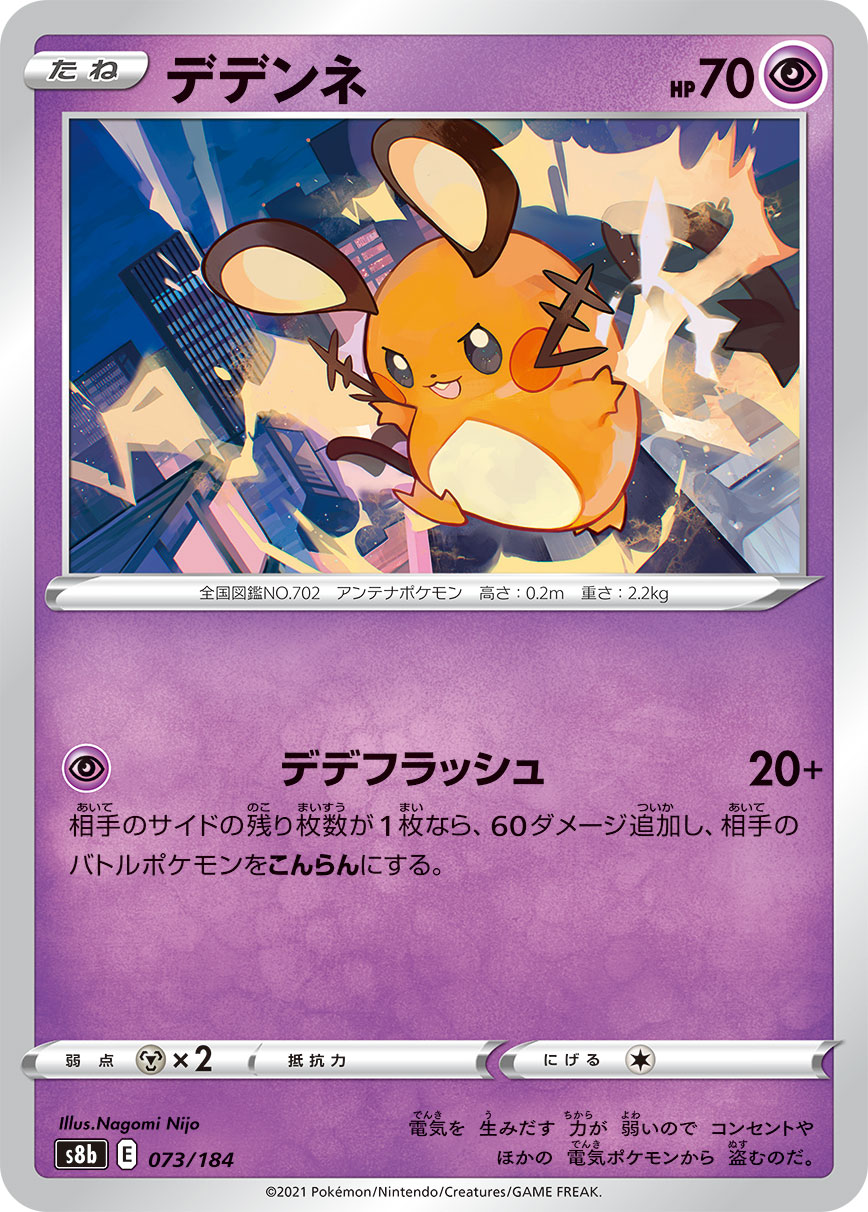 たね デデンネ HP70
全国図鑑NO.702 アンテナポケモン 高さ:0.2m 重さ:2.2kg
デデフラッシュ 20+
相手のサイドの残り枚数が1枚なら、60ダメージ追加し、相手の
バトルポケモンをこんらんにする。
弱点 ×2 抵抗力 にげる
Illus.Nagomi Nijo
s8b E 073/184
電気を 生みだす 力が 弱いので コンセントや
ほかの 電気ポケモンから 盗むのだ。
©2021 Pokémon/Nintendo/Creatures/GAME FREAK.